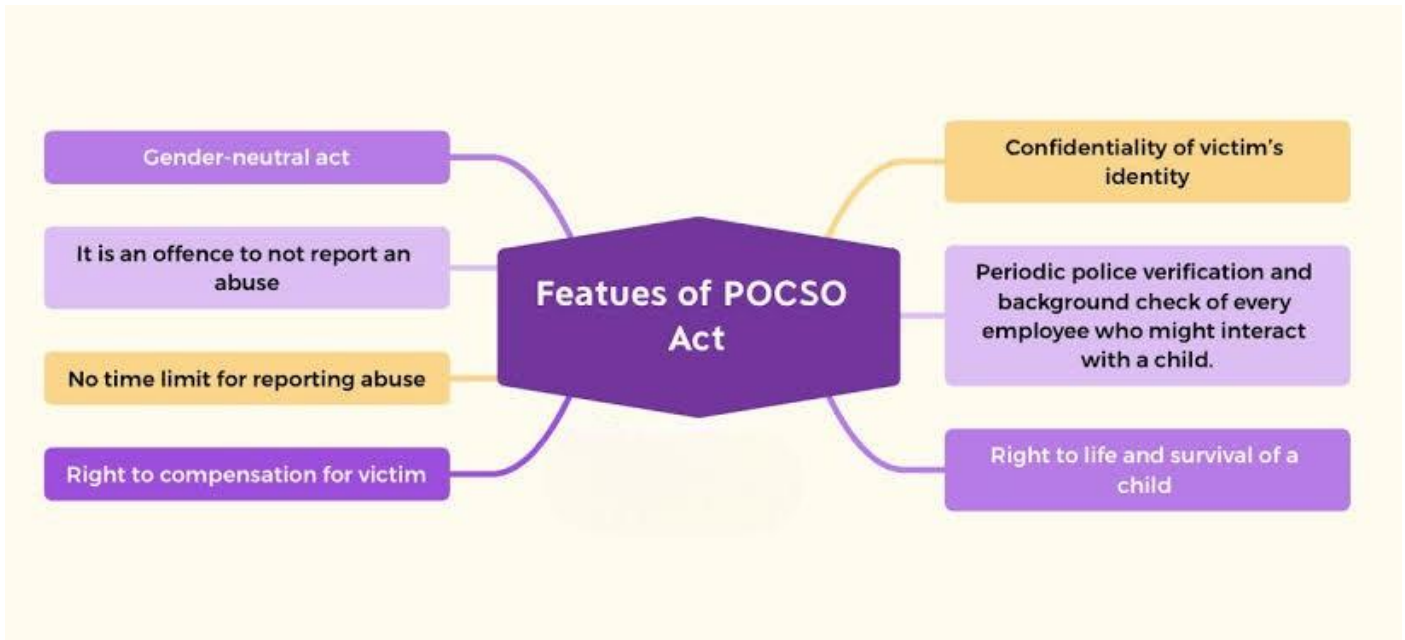 Gender-neutral act
It is an offence to not report an
abuse
No time limit for reporting abuse
Right to compensation for victim
Featues of POCSO
Act
Confidentiality of victim's
identity
Periodic police verification and
background check of every
employee who might interact
with a child.
Right to life and survival of a
child